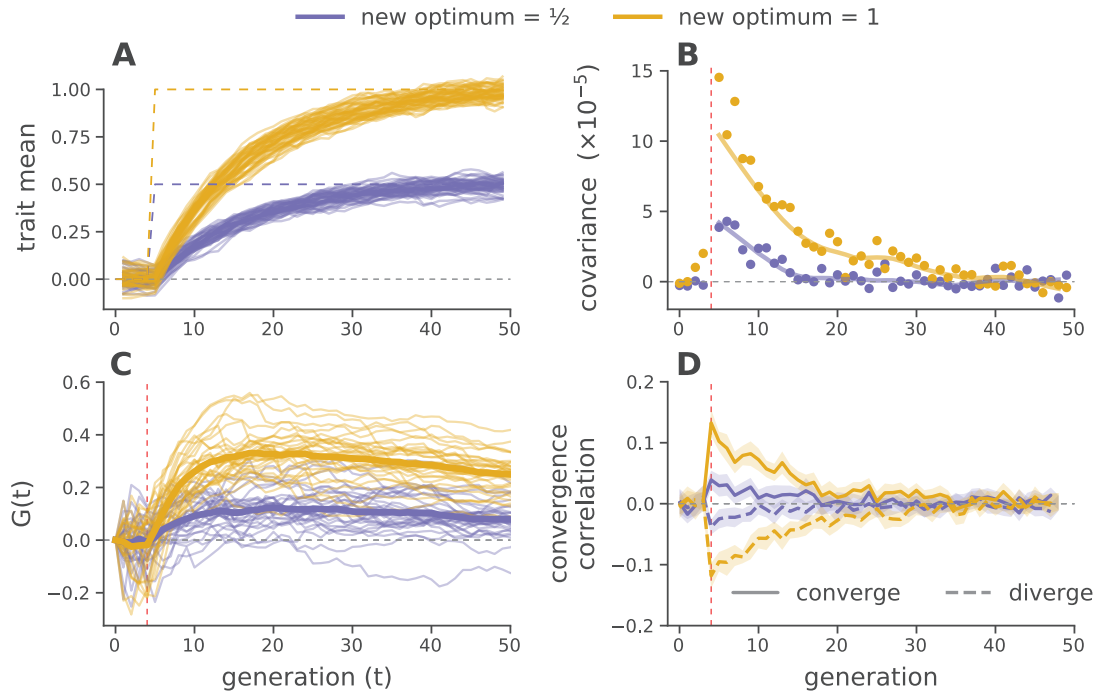 new optimum = ½ new optimum = 1
A
trait mean
1.00
0.75
0.50
0.25
0.00
0 10 20 30 40 50
B
covariance (×10⁻⁵)
15
10
5
0
0 10 20 30 40 50
C
G(t)
0.6
0.4
0.2
0.0
−0.2
0 10 20 30 40 50
generation (t)
D
convergence
correlation
0.2
0.1
0.0
−0.1
−0.2
converge diverge
0 10 20 30 40 50
generation